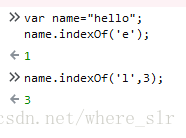 >> var name="hello";
name.indexOf('e');
← 1
>> name.indexOf('l',3);
← 3
csdn.net/where_slr